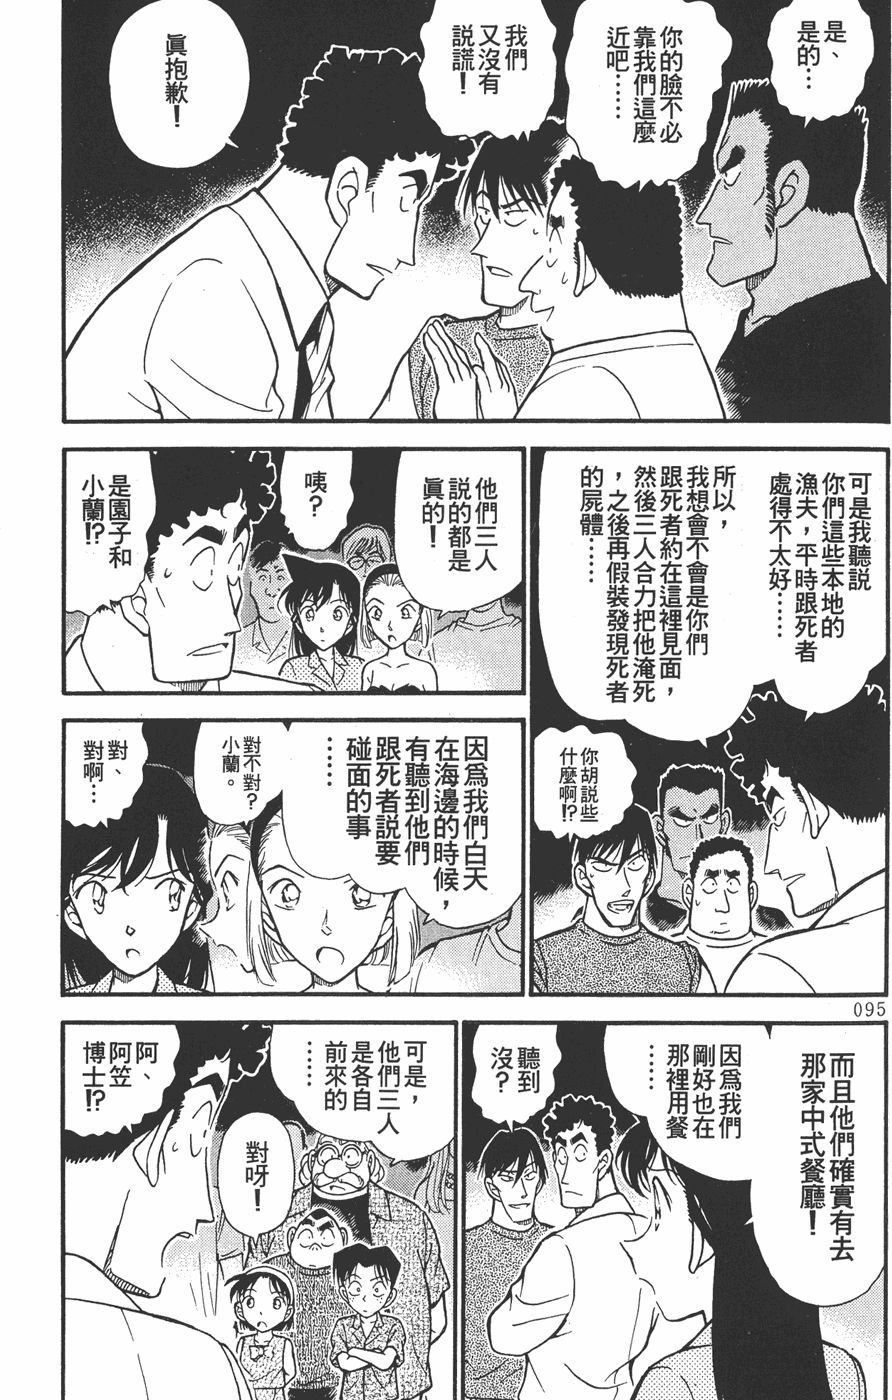 是、
是的…
你的臉不必
靠我們這麼
近吧……
我們
又沒有
說謊！
眞抱歉！
可是我聽說
你們這些本地的
漁夫，平時跟死者
處得不太好……
所以，
我想會不會是你們
跟死者約在這裡見面，
然後三人合力把他淹死
，之後再假裝發現死者
的屍體……
你胡說些
什麼啊!?
他們三人
說的都是
眞的！
咦？
是園子和
小蘭!?
因爲我們白天
在海邊的時候，
有聽到他們
跟死者說要
碰面的事
……
對不對？
小蘭。
對、
對啊…
095
而且他們確實有去
那家中式餐廳！
因爲我們
剛好也在
那裡用餐
……
聽到
沒？
可是，
他們三人
是各自
前來的
……
對呀！
阿、
阿笠
博士!?